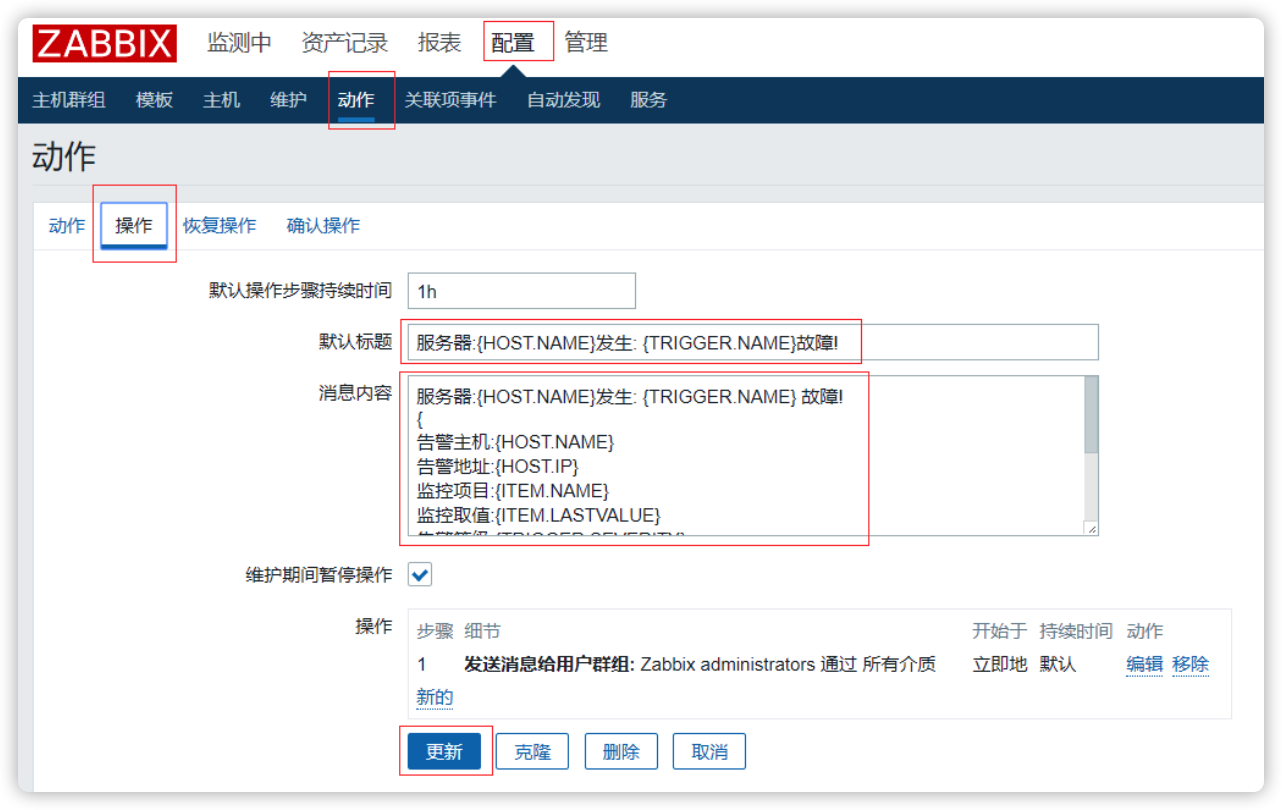 ZABBIX 监测中 资产记录 报表 配置 管理
主机群组 模板 主机 维护 动作 关联项事件 自动发现 服务
动作
动作 操作 恢复操作 确认操作
默认操作步骤持续时间 1h
默认标题 服务器:{HOST.NAME}发生: {TRIGGER.NAME}故障!
消息内容 服务器:{HOST.NAME}发生: {TRIGGER.NAME} 故障!
{
告警主机:{HOST.NAME}
告警地址:{HOST.IP}
监控项目:{ITEM.NAME}
监控取值:{ITEM.LASTVALUE}
告警等级:{TRIGGER.SEVERITY}
维护期间暂停操作
操作 步骤 细节 开始于 持续时间 动作
1 发送消息给用户群组: Zabbix administrators 通过 所有介质 立即地 默认 编辑 移除
新的
更新 克隆 删除 取消